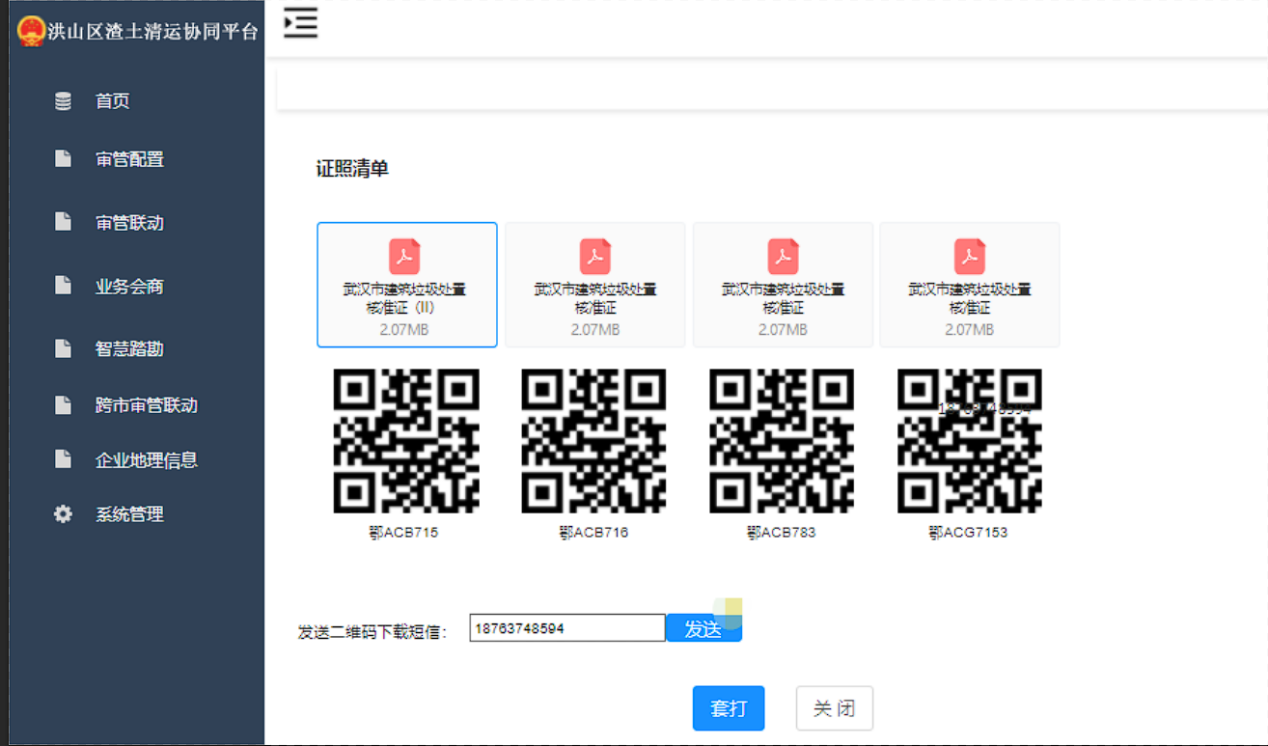 洪山区渣土清运协同平台
首页
审管配置
审管联动
业务会商
智慧踏勘
跨市审管联动
企业地理信息
系统管理
证照清单
武汉市建筑垃圾处置
核准证（II）
2.07MB
武汉市建筑垃圾处置
核准证
2.07MB
武汉市建筑垃圾处置
核准证
2.07MB
武汉市建筑垃圾处置
核准证
2.07MB
18763748594
鄂ACB715
鄂ACB716
鄂ACB783
鄂ACG7153
发送二维码下载短信：
18763748594
发送
套打
关闭